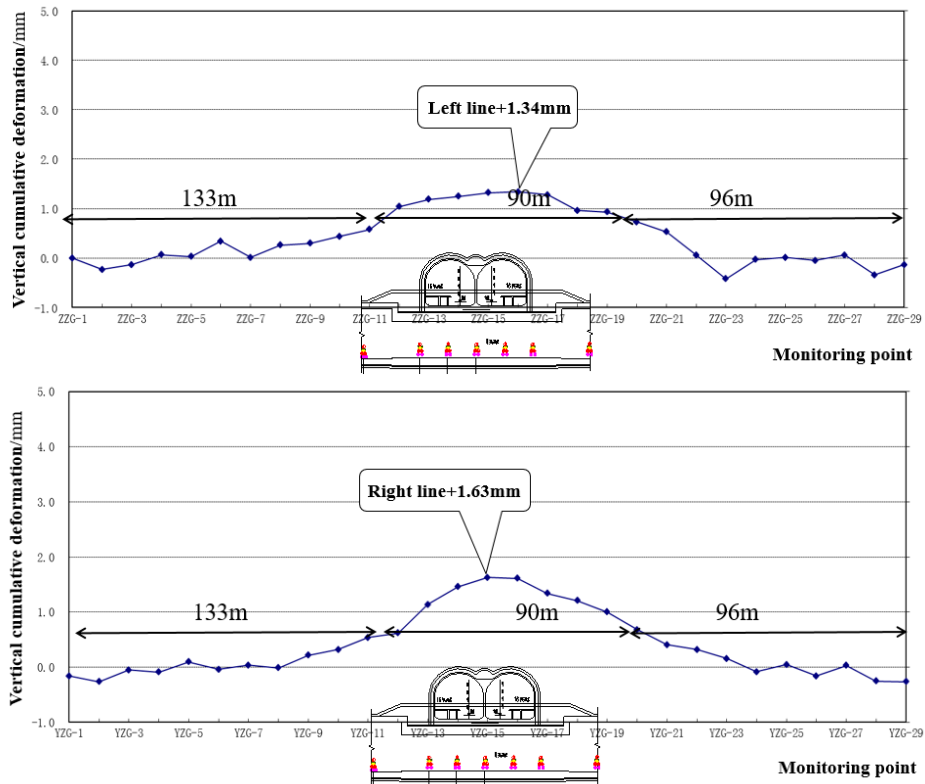 Vertical cumulative deformation/mm
5.0
4.0
3.0
2.0
1.0
0.0
-1.0
Left line+1.34mm
133m
90m
96m
ZZG-1 ZZG-3 ZZG-5 ZZG-7 ZZG-9 ZZG-11 ZZG-13 ZZG-15 ZZG-17 ZZG-19 ZZG-21 ZZG-23 ZZG-25 ZZG-27 ZZG-29
Monitoring point
Vertical cumulative deformation/mm
5.0
4.0
3.0
2.0
1.0
0.0
-1.0
Right line+1.63mm
133m
90m
96m
YZG-1 YZG-3 YZG-5 YZG-7 YZG-9 YZG-11 YZG-13 YZG-15 YZG-17 YZG-19 YZG-21 YZG-23 YZG-25 YZG-27 YZG-29
Monitoring point